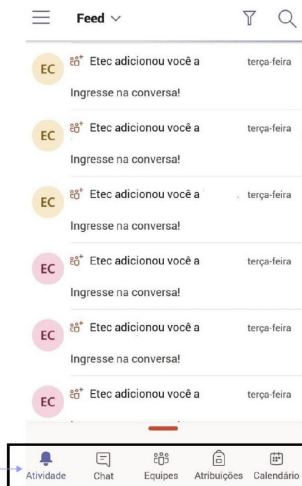 Feed
EC Etec adicionou você a terça-feira
Ingresse na conversa!
EC Etec adicionou você a terça-feira
Ingresse na conversa!
EC Etec adicionou você a terça-feira
Ingresse na conversa!
EC Etec adicionou você a terça-feira
Ingresse na conversa!
EC Etec adicionou você a terça-feira
Ingresse na conversa!
EC Etec adicionou você a terça-feira
Atividade Chat Equipes Atribuições Calendário